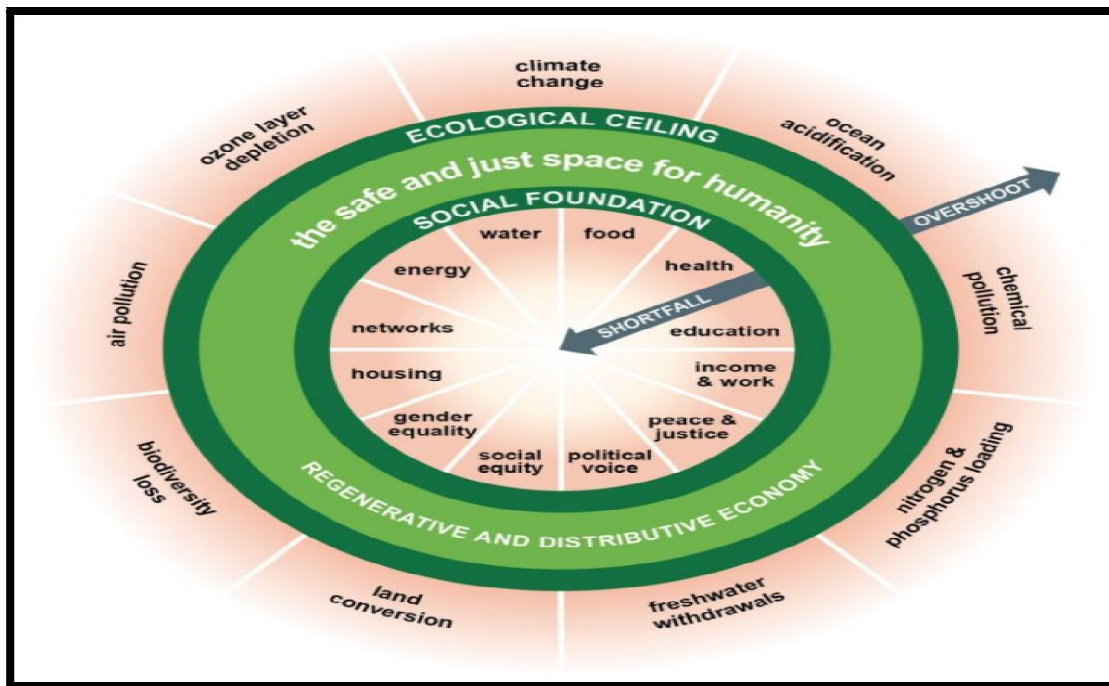 climate
change
ocean
acidification
chemical
pollution
nitrogen &
phosphorus loading
freshwater
withdrawals
land
conversion
biodiversity
loss
air pollution
ozone layer
depletion
ECOLOGICAL CEILING
the safe and just space for humanity
SOCIAL FOUNDATION
OVERSHOOT
SHORTFALL
water
food
health
education
income
& work
peace &
justice
political
voice
social
equity
gender
equality
housing
networks
energy
REGENERATIVE AND DISTRIBUTIVE ECONOMY